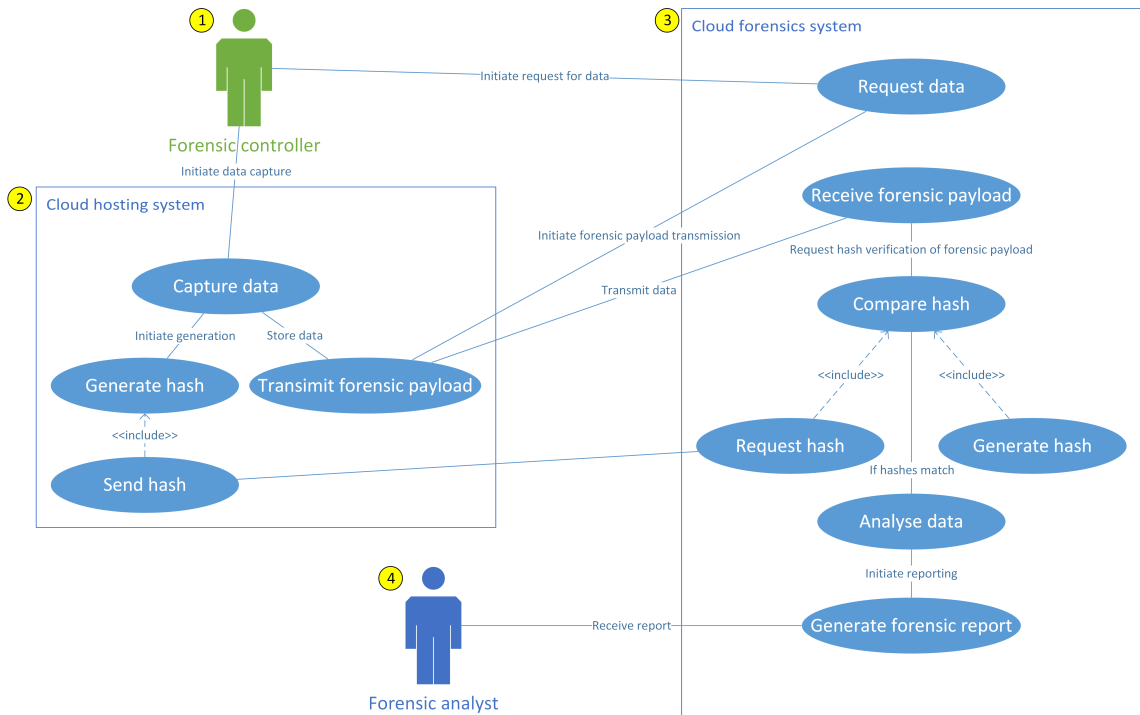 1
3
Cloud forensics system
Initiate request for data
Request data
Forensic controller
Initiate data capture
2
Cloud hosting system
Receive forensic payload
Initiate forensic payload transmission
Request hash verification of forensic payload
Capture data
Transmit data
Compare hash
Initiate generation
Store data
Generate hash
Transimit forensic payload
<<include>>
<<include>>
<<include>>
Request hash
Generate hash
If hashes match
Send hash
Analyse data
4
Initiate reporting
Receive report
Generate forensic report
Forensic analyst